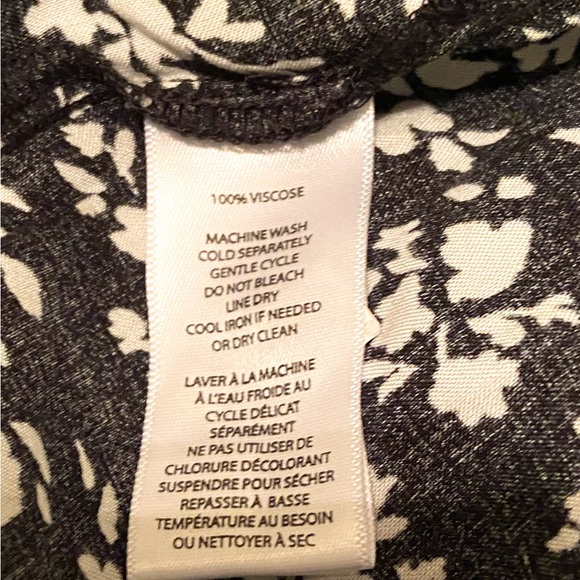 100% VISCOSE
MACHINE WASH
COLD SEPARATELY
GENTLE CYCLE
DO NOT BLEACH
LINE DRY
COOL IRON IF NEEDED
OR DRY CLEAN
LAVER À LA MACHINE
À L'EAU FROIDE AU
CYCLE DÉLICAT
SÉPARÉMENT
NE PAS UTILISER DE
CHLORURE DÉCOLORANT
SUSPENDRE POUR SÉCHER
REPASSER À BASSE
TEMPÉRATURE AU BESOIN
OU NETTOYER À SEC